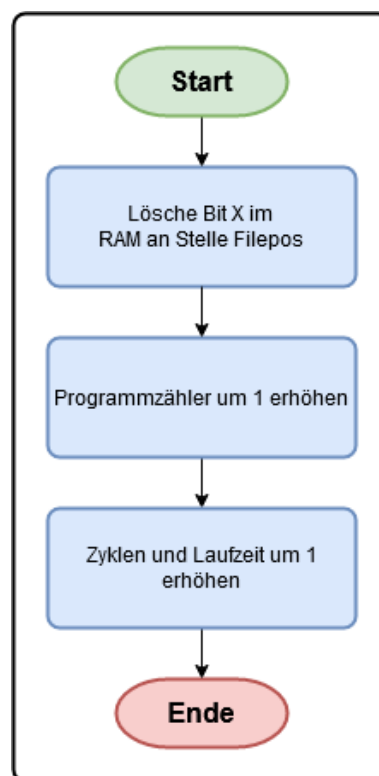 Start
Lösche Bit X im
RAM an Stelle Filepos
Programmzähler um 1 erhöhen
Zyklen und Laufzeit um 1
erhöhen
Ende